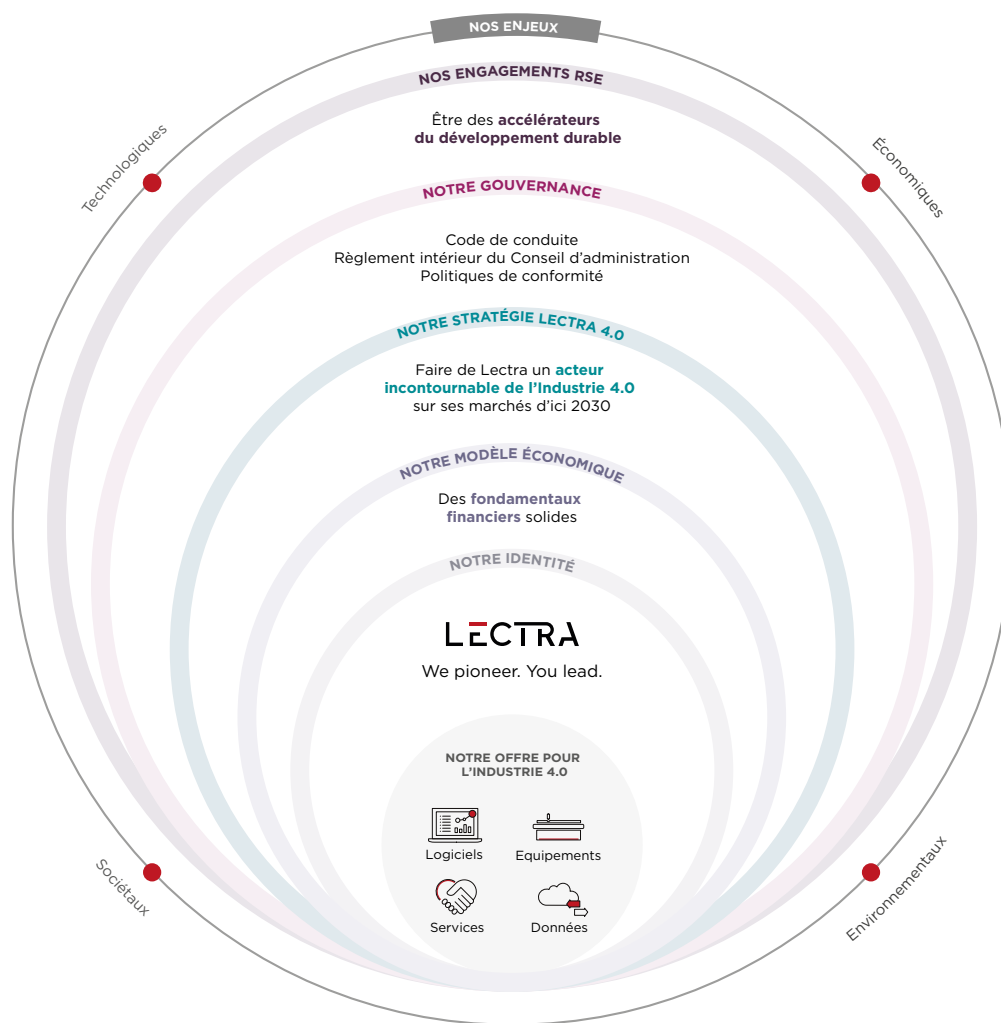 NOS ENJEUX
NOS ENGAGEMENTS RSE
Être des accélérateurs
du développement durable
Technologiques
Économiques
NOTRE GOUVERNANCE
Code de conduite
Règlement intérieur du Conseil d’administration
Politiques de conformité
NOTRE STRATÉGIE LECTRA 4.0
Faire de Lectra un acteur
incontournable de l’Industrie 4.0
sur ses marchés d’ici 2030
NOTRE MODÈLE ÉCONOMIQUE
Des fondamentaux
financiers solides
NOTRE IDENTITÉ
LECTRA
We pioneer. You lead.
NOTRE OFFRE POUR
L’INDUSTRIE 4.0
Logiciels
Equipements
Services
Données
Sociétaux
Environnementaux